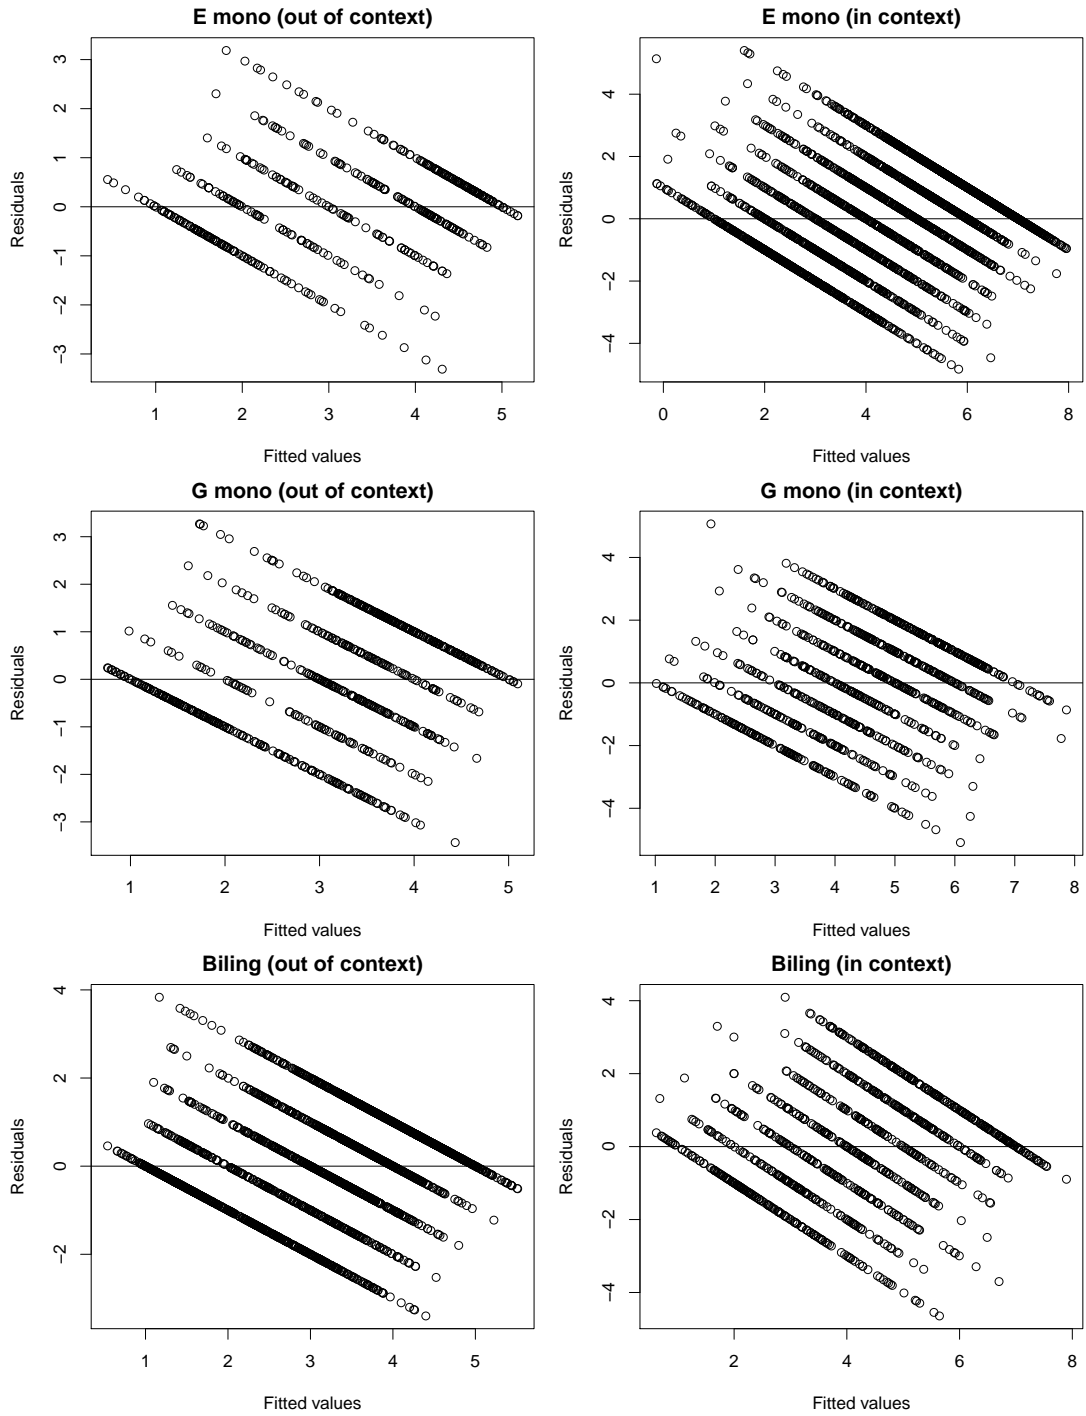 E mono (out of context)
3
2
1
0
−1
−2
−3
Residuals
1 2 3 4 5
Fitted values
E mono (in context)
4
2
0
−2
−4
Residuals
0 2 4 6 8
Fitted values
G mono (out of context)
3
2
1
0
−1
−2
−3
Residuals
1 2 3 4 5
Fitted values
G mono (in context)
4
2
0
−2
−4
Residuals
1 2 3 4 5 6 7 8
Fitted values
Biling (out of context)
4
2
0
−2
Residuals
1 2 3 4 5
Fitted values
Biling (in context)
4
2
0
−2
−4
Residuals
2 4 6 8
Fitted values